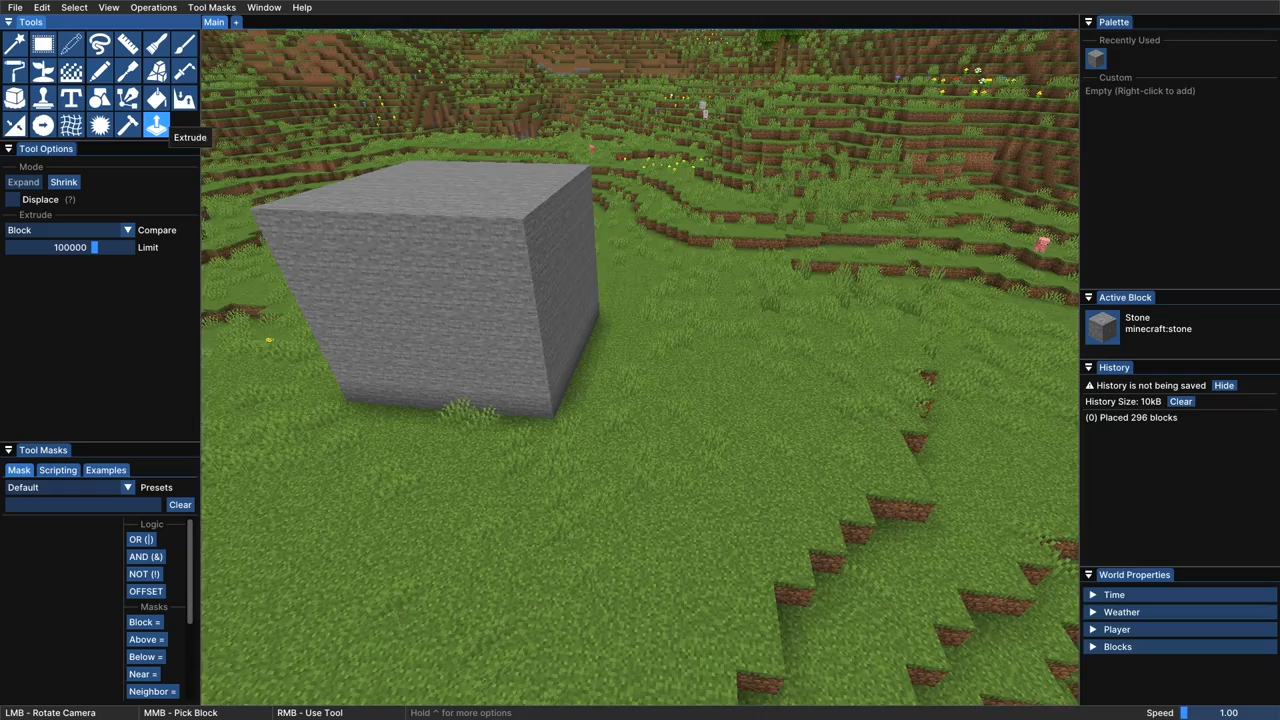 File Edit Select View Operations Tool Masks Window Help
Tools
Main +
Extrude
Tool Options
Mode
Expand Shrink
Displace (?)
Extrude
Block Compare
100000 Limit
Tool Masks
Mask Scripting Examples
Default Presets
Clear
Logic
OR (|)
AND (&)
NOT (!)
OFFSET
Masks
Block =
Above =
Below =
Near =
Neighbor =
Palette
Recently Used
Custom
Empty (Right-click to add)
Active Block
Stone
minecraft:stone
History
History is not being saved Hide
History Size: 10kB Clear
(0) Placed 296 blocks
World Properties
Time
Weather
Player
Blocks
LMB - Rotate Camera MMB - Pick Block RMB - Use Tool Hold ^ for more options Speed 1.00